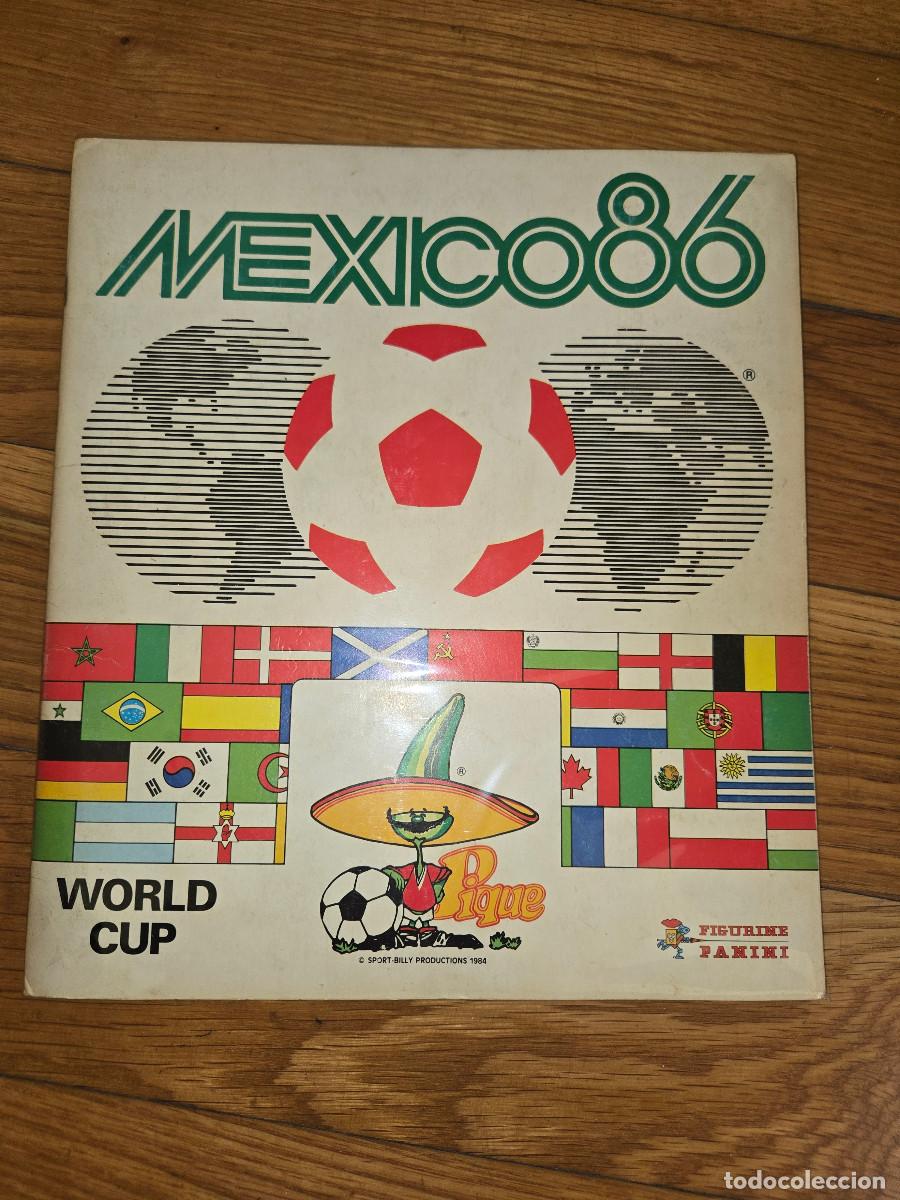 MEXICO86
®
®
Pique
WORLD
CUP
© SPORT-BILLY PRODUCTIONS 1984
FIGURINE
PANINI
todocoleccion